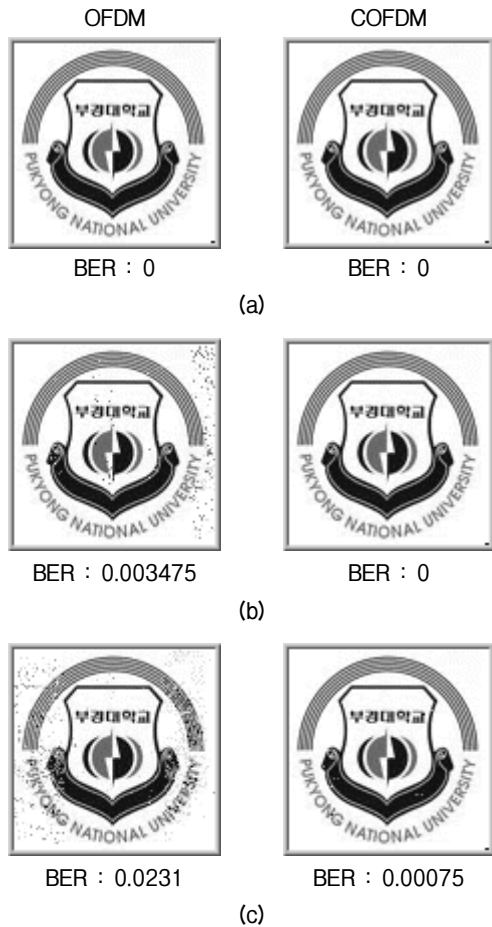 OFDM COFDM
부경대학교 부경대학교
PUKYONG NATIONAL UNIVERSITY PUKYONG NATIONAL UNIVERSITY
BER : 0 BER : 0
(a)
부경대학교 부경대학교
PUKYONG NATIONAL UNIVERSITY PUKYONG NATIONAL UNIVERSITY
BER : 0.003475 BER : 0
(b)
부경대학교 부경대학교
PUKYONG NATIONAL UNIVERSITY PUKYONG NATIONAL UNIVERSITY
BER : 0.0231 BER : 0.00075
(c)